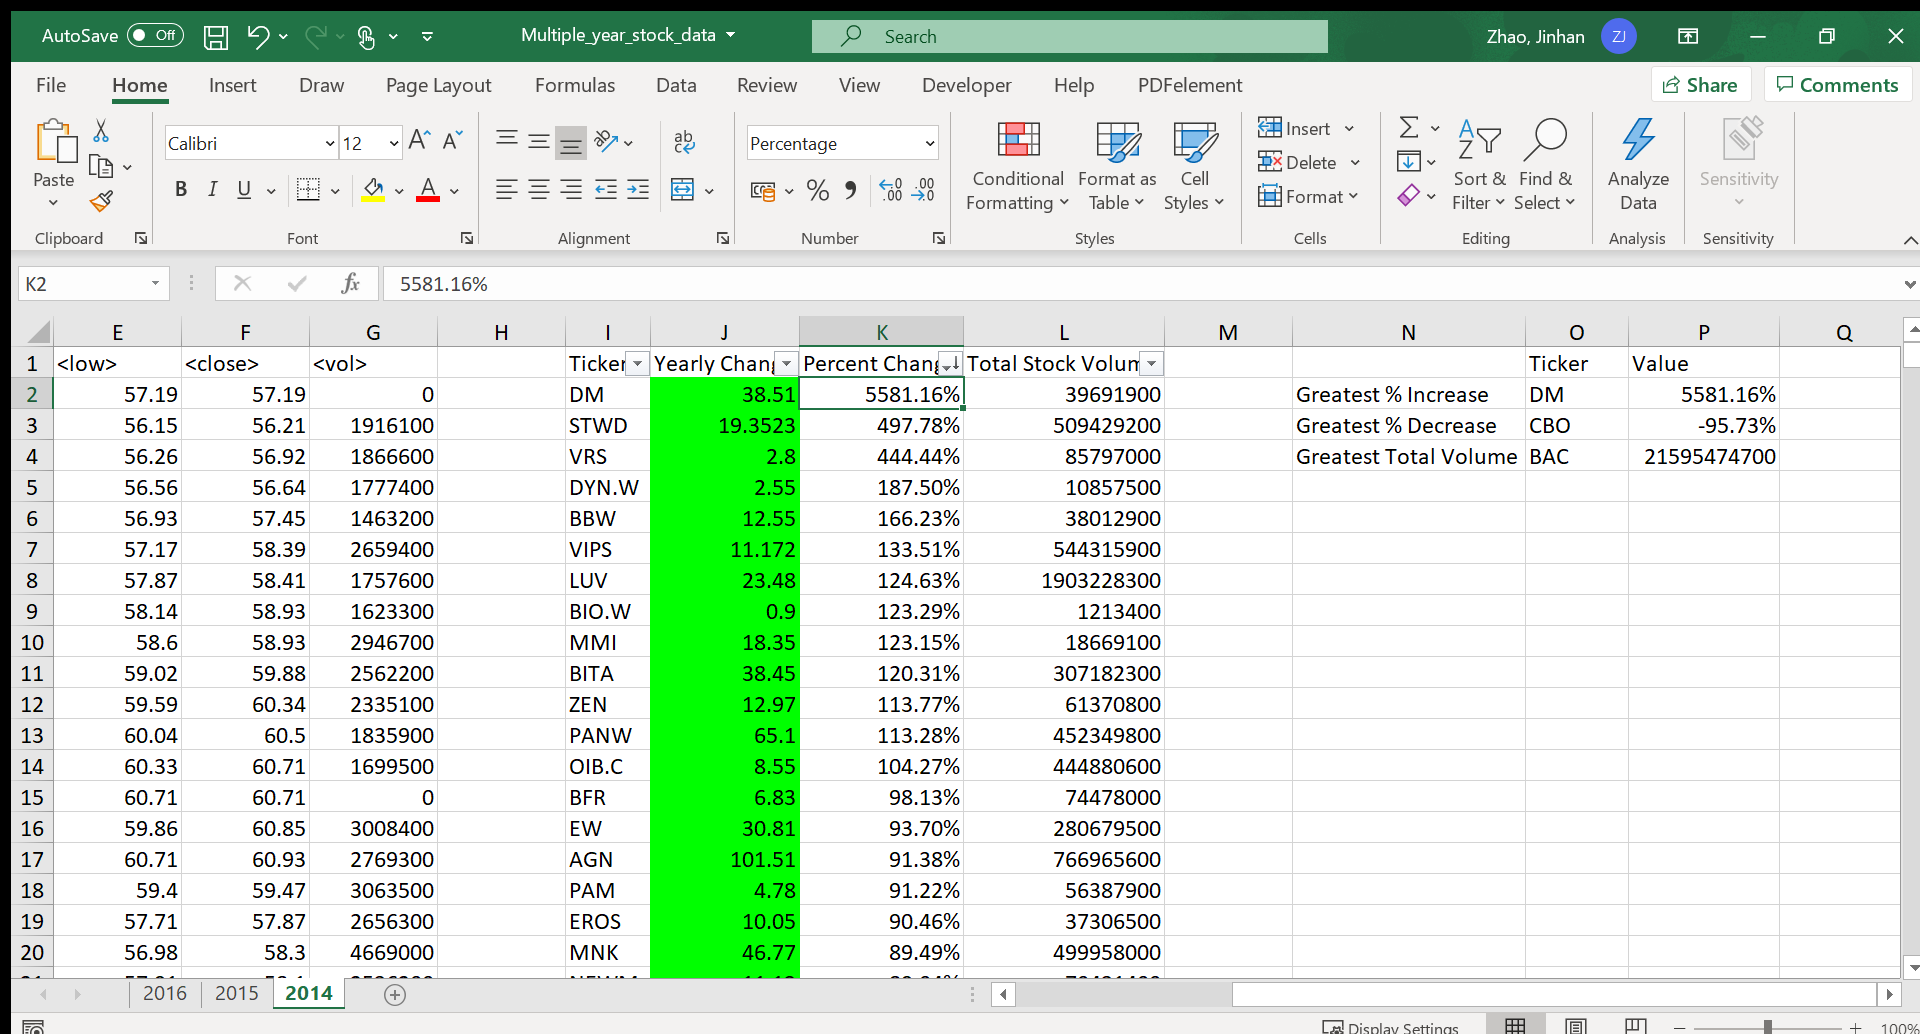 AutoSave Off Multiple_year_stock_data Search Zhao, Jinhan ZJ
File Home Insert Draw Page Layout Formulas Data Review View Developer Help PDFelement Share Comments
Paste
Calibri 12
B I U A
ab
Percentage
% 9 .00
Conditional Formatting
Format as Table
Cell Styles
Insert
Delete
Format
Sort & Filter
Find & Select
Analyze Data
Sensitivity
Clipboard Font Alignment Number Styles Cells Editing Analysis Sensitivity
K2 fx 5581.16%
E F G H I J K L M N O P Q
1 <low> <close> <vol> Ticker Yearly Chang Percent Chang Total Stock Volum Ticker Value
2 57.19 57.19 0 DM 38.51 5581.16% 39691900 Greatest % Increase DM 5581.16%
3 56.15 56.21 1916100 STWD 19.3523 497.78% 509429200 Greatest % Decrease CBO -95.73%
4 56.26 56.92 1866600 VRS 2.8 444.44% 85797000 Greatest Total Volume BAC 21595474700
5 56.56 56.64 1777400 DYN.W 2.55 187.50% 10857500
6 56.93 57.45 1463200 BBW 12.55 166.23% 38012900
7 57.17 58.39 2659400 VIPS 11.172 133.51% 544315900
8 57.87 58.41 1757600 LUV 23.48 124.63% 1903228300
9 58.14 58.93 1623300 BIO.W 0.9 123.29% 1213400
10 58.6 58.93 2946700 MMI 18.35 123.15% 18669100
11 59.02 59.88 2562200 BITA 38.45 120.31% 307182300
12 59.59 60.34 2335100 ZEN 12.97 113.77% 61370800
13 60.04 60.5 1835900 PANW 65.1 113.28% 452349800
14 60.33 60.71 1699500 OIB.C 8.55 104.27% 444880600
15 60.71 60.71 0 BFR 6.83 98.13% 74478000
16 59.86 60.85 3008400 EW 30.81 93.70% 280679500
17 60.71 60.93 2769300 AGN 101.51 91.38% 766965600
18 59.4 59.47 3063500 PAM 4.78 91.22% 56387900
19 57.71 57.87 2656300 EROS 10.05 90.46% 37306500
20 56.98 58.3 4669000 MNK 46.77 89.49% 499958000
2016 2015 2014
Display Settings 100%